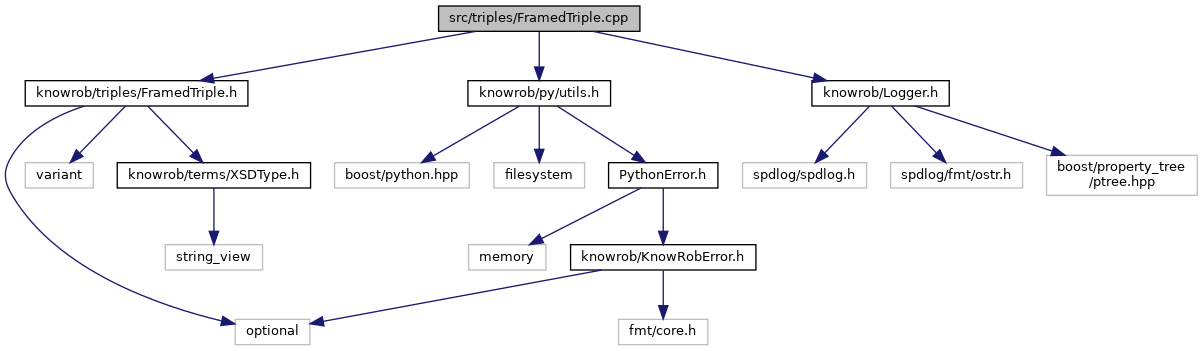 src/triples/FramedTriple.cpp
knowrob/triples/FramedTriple.h
knowrob/py/utils.h
knowrob/Logger.h
variant
knowrob/terms/XSDType.h
boost/python.hpp
filesystem
PythonError.h
spdlog/spdlog.h
spdlog/fmt/ostr.h
boost/property_tree
/ptree.hpp
string_view
memory
knowrob/KnowRobError.h
optional
fmt/core.h